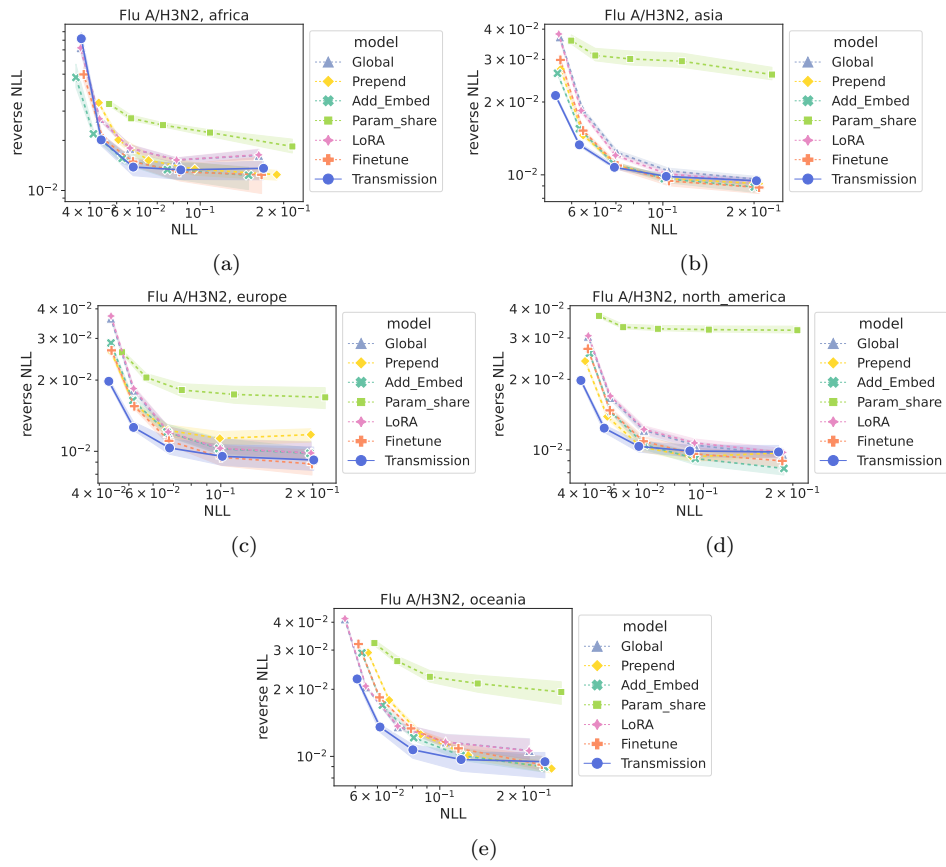 Flu A/H3N2, africa
reverse NLL
10⁻²
4 × 10⁻²
6 × 10⁻²
10⁻¹
2 × 10⁻¹
NLL
model
Global
Prepend
Add_Embed
Param_share
LoRA
Finetune
Transmission
(a)
Flu A/H3N2, asia
reverse NLL
4 × 10⁻²
2 × 10⁻²
10⁻²
6 × 10⁻²
10⁻¹
2 × 10⁻¹
NLL
model
Global
Prepend
Add_Embed
Param_share
LoRA
Finetune
Transmission
(b)
Flu A/H3N2, europe
reverse NLL
4 × 10⁻²
3 × 10⁻²
2 × 10⁻²
10⁻²
4 × 10⁻²
6 × 10⁻²
10⁻¹
2 × 10⁻¹
NLL
model
Global
Prepend
Add_Embed
Param_share
LoRA
Finetune
Transmission
(c)
Flu A/H3N2, north_america
reverse NLL
4 × 10⁻²
3 × 10⁻²
2 × 10⁻²
10⁻²
4 × 10⁻²
6 × 10⁻²
10⁻¹
2 × 10⁻¹
NLL
model
Global
Prepend
Add_Embed
Param_share
LoRA
Finetune
Transmission
(d)
Flu A/H3N2, oceania
reverse NLL
4 × 10⁻²
3 × 10⁻²
2 × 10⁻²
10⁻²
6 × 10⁻²
10⁻¹
2 × 10⁻¹
NLL
model
Global
Prepend
Add_Embed
Param_share
LoRA
Finetune
Transmission
(e)